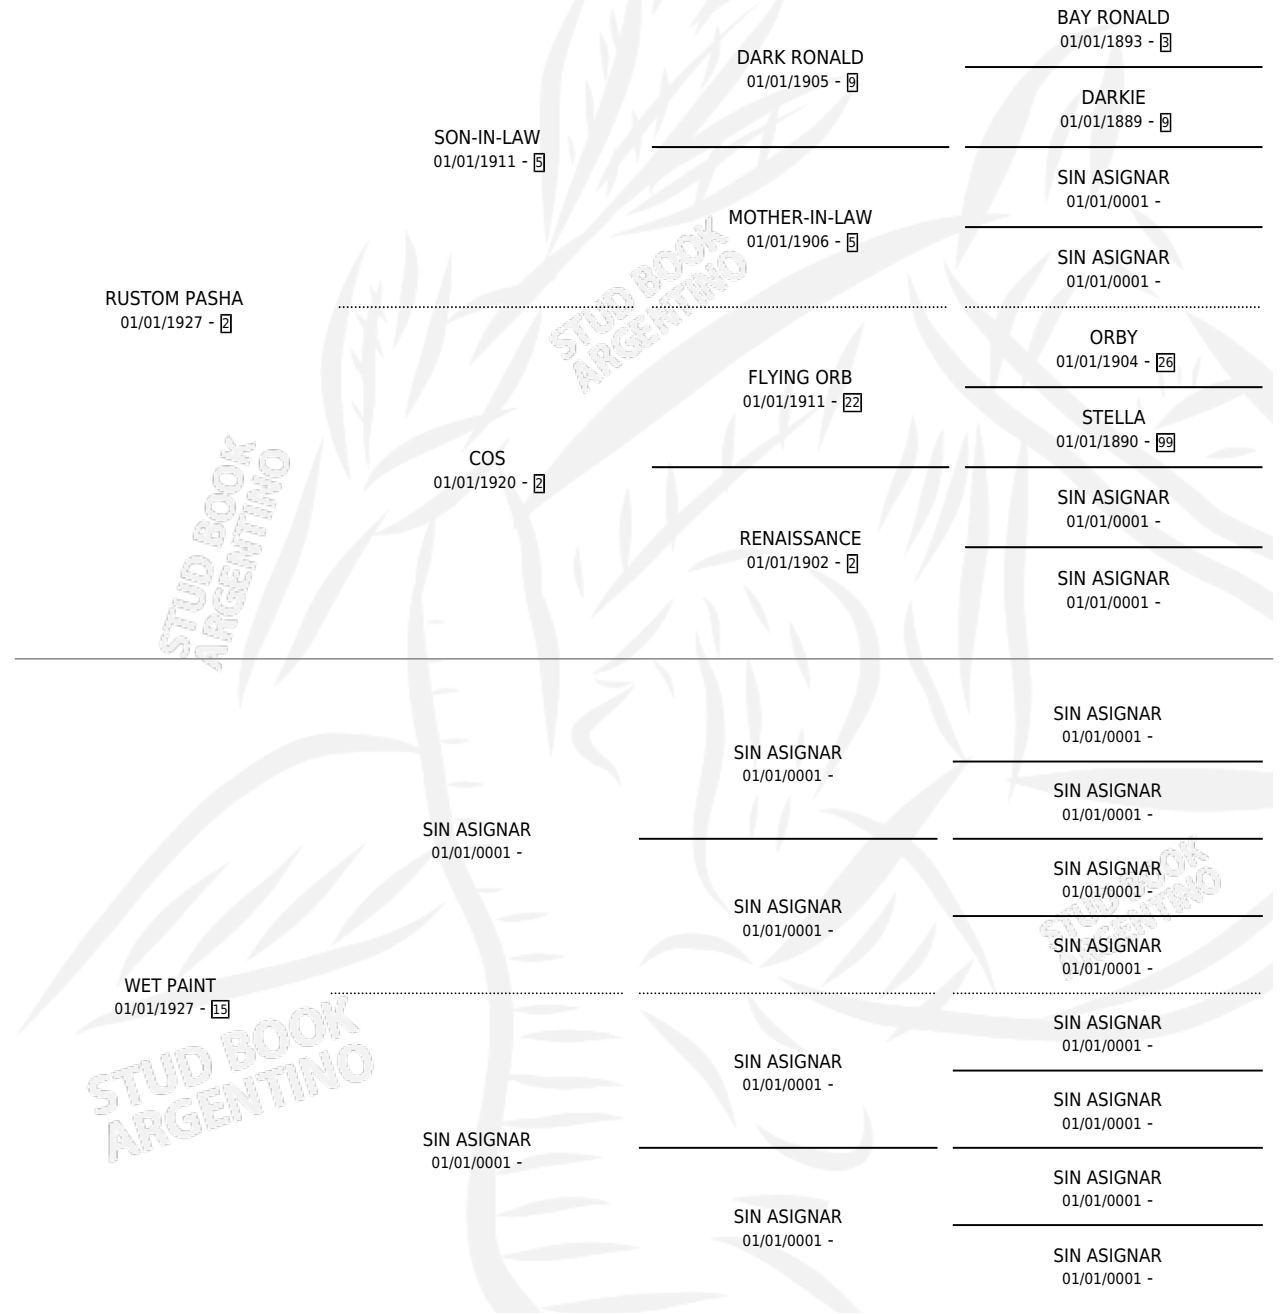 BAY RONALD
01/01/1893 - 3
DARK RONALD
01/01/1905 - 9
DARKIE
01/01/1889 - 9
SON-IN-LAW
01/01/1911 - 5
SIN ASIGNAR
01/01/0001 -
MOTHER-IN-LAW
01/01/1906 - 5
SIN ASIGNAR
01/01/0001 -
RUSTOM PASHA
01/01/1927 - 2
STUD BOOK
ARGENTINO
ORBY
01/01/1904 - 26
FLYING ORB
01/01/1911 - 22
STELLA
01/01/1890 - 99
COS
01/01/1920 - 2
SIN ASIGNAR
01/01/0001 -
RENAISSANCE
01/01/1902 - 2
SIN ASIGNAR
01/01/0001 -
STUD BOOK
ARGENTINO
SIN ASIGNAR
01/01/0001 -
SIN ASIGNAR
01/01/0001 -
SIN ASIGNAR
01/01/0001 -
SIN ASIGNAR
01/01/0001 -
SIN ASIGNAR
01/01/0001 -
SIN ASIGNAR
01/01/0001 -
SIN ASIGNAR
01/01/0001 -
STUD BOOK
ARGENTINO
WET PAINT
01/01/1927 - 15
STUD BOOK
ARGENTINO
SIN ASIGNAR
01/01/0001 -
SIN ASIGNAR
01/01/0001 -
SIN ASIGNAR
01/01/0001 -
SIN ASIGNAR
01/01/0001 -
SIN ASIGNAR
01/01/0001 -
SIN ASIGNAR
01/01/0001 -
SIN ASIGNAR
01/01/0001 -